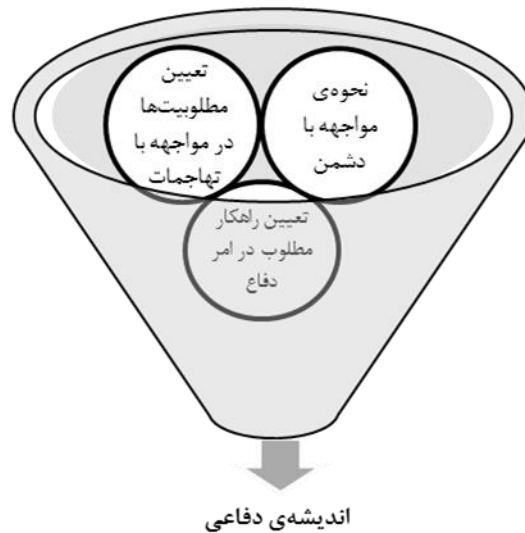 نحوه‌ی
مواجهه با
دشمن
تعیین
مطلوبیت‌ها
در مواجهه با
تهاجمات
تعیین راهکار
مطلوب در امر
دفاع
اندیشه‌ی دفاعی